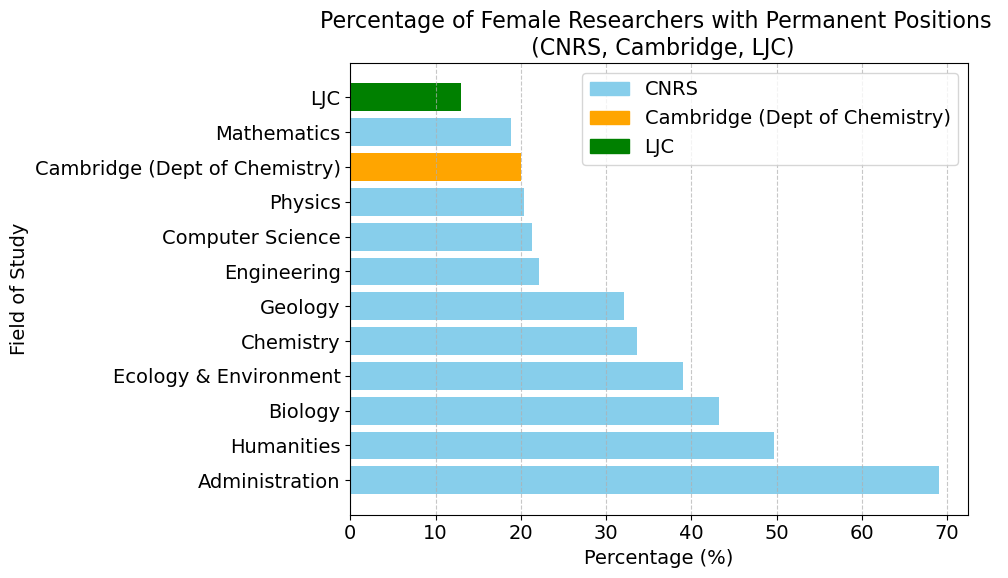 Percentage of Female Researchers with Permanent Positions
(CNRS, Cambridge, LJC)
CNRS
Cambridge (Dept of Chemistry)
LJC
Field of Study
LJC
Mathematics
Cambridge (Dept of Chemistry)
Physics
Computer Science
Engineering
Geology
Chemistry
Ecology & Environment
Biology
Humanities
Administration
0 10 20 30 40 50 60 70
Percentage (%)